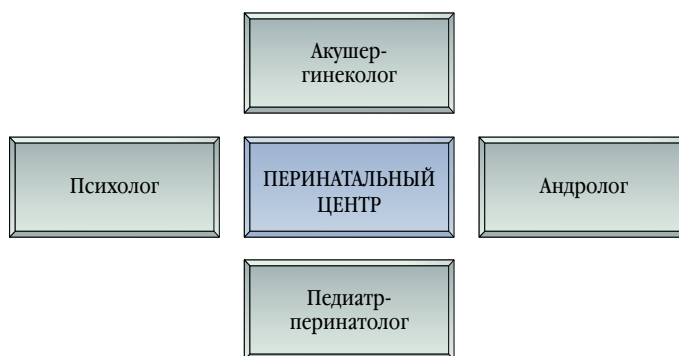 Акушер-
гинеколог
Психолог
ПЕРИНАТАЛЬНЫЙ
ЦЕНТР
Андролог
Педиатр-
перинатолог